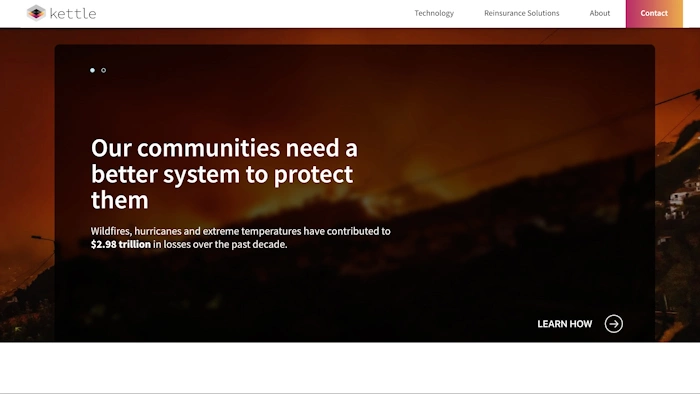 kettle
Technology
Reinsurance Solutions
About
Contact
Our communities need a
better system to protect
them
Wildfires, hurricanes and extreme temperatures have contributed to
$2.98 trillion in losses over the past decade.
LEARN HOW